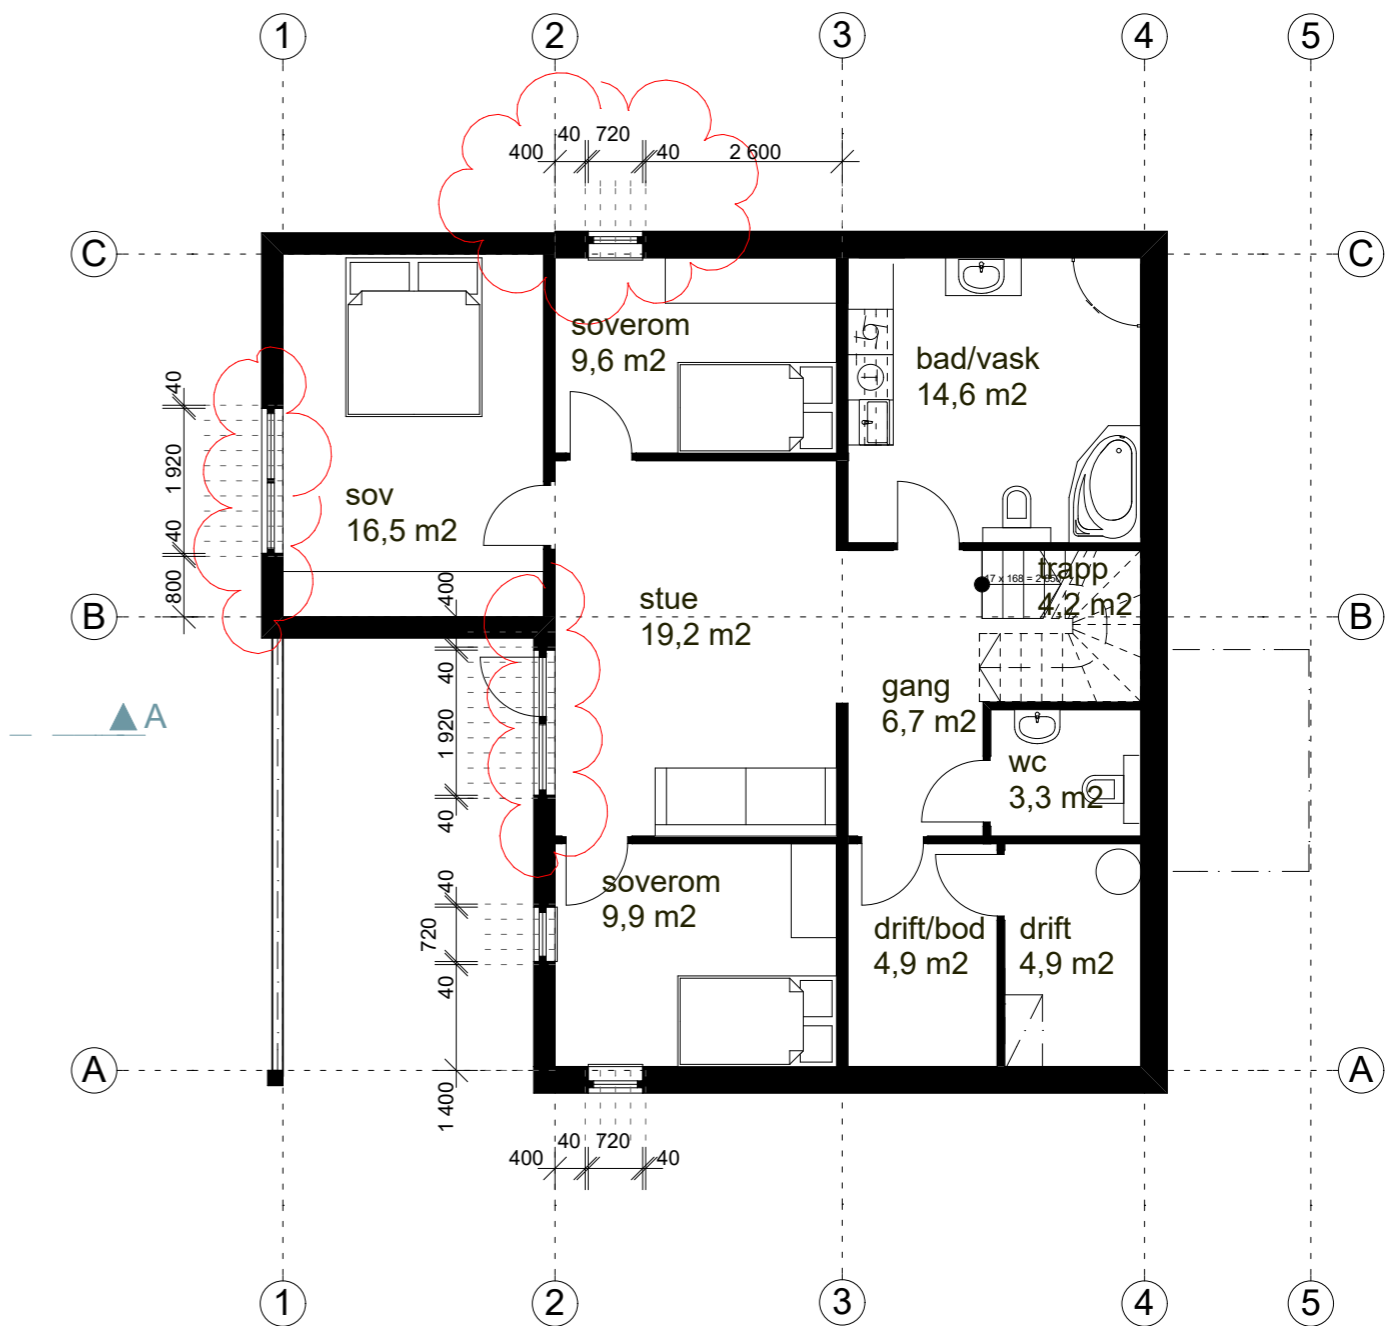 1
2
3
4
5
40
720
400
40
2 600
C
C
soverom
9,6 m2
bad/vask
14,6 m2
40
1 920
40
800
sov
16,5 m2
400
trapp
4,2 m2
stue
19,2 m2
B
B
40
1 920
40
gang
6,7 m2
A
wc
3,3 m2
soverom
9,9 m2
40
720
40
drift/bod
4,9 m2
drift
4,9 m2
A
A
1 400
40
720
400
40
1
2
3
4
5